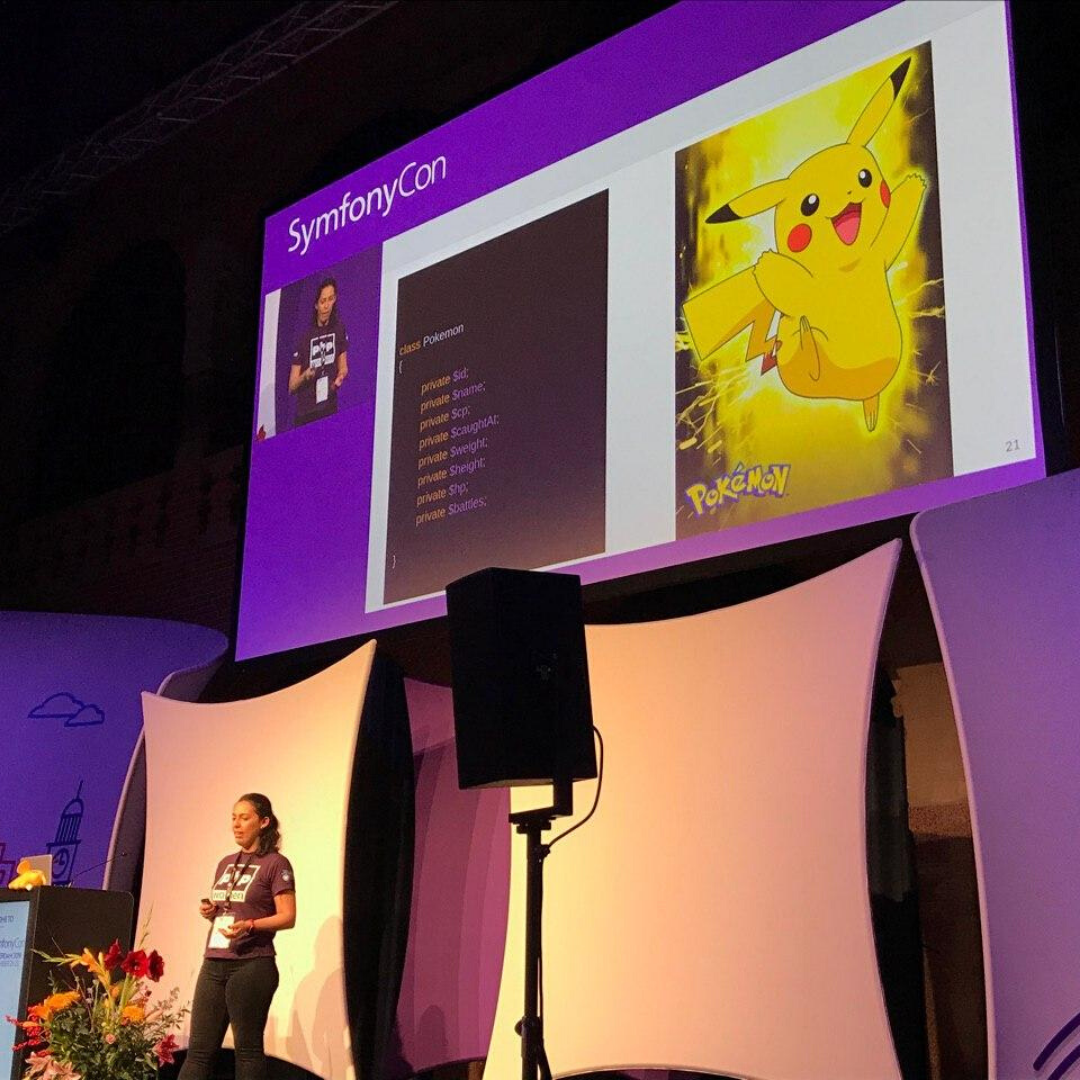 SymfonyCon
class Pokemon
{
private $id;
private $name;
private $cp;
private $caughtAt;
private $weight;
private $height;
private $hp;
private $battles;
}
POKéMON
21